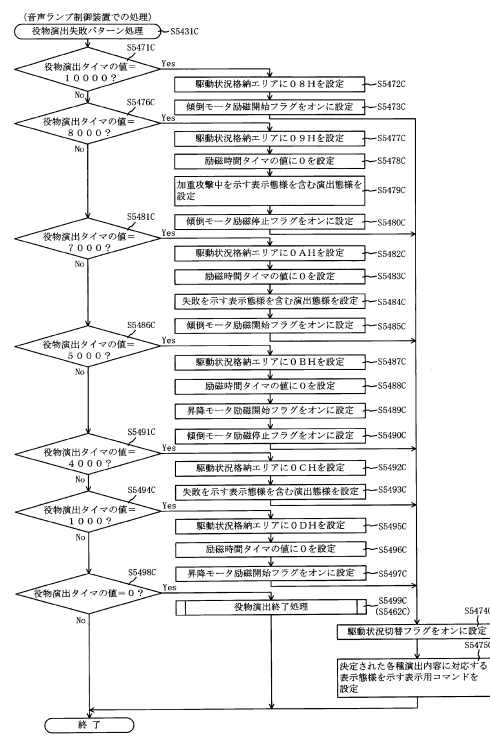 (音声ランプ制御装置での処理)
役物演出失敗パターン処理
S5431C
S5471C
役物演出タイマの値=
10000?
Yes
No
駆動状況格納エリアに08Hを設定
S5472C
傾倒モータ励磁開始フラグをオンに設定
S5473C
S5476C
役物演出タイマの値=
8000?
Yes
No
駆動状況格納エリアに09Hを設定
S5477C
励磁時間タイマの値に0を設定
S5478C
加重攻撃中を示す表示態様を含む演出態様を
設定
S5479C
傾倒モータ励磁停止フラグをオンに設定
S5480C
S5481C
役物演出タイマの値=
7000?
Yes
No
駆動状況格納エリアに0AHを設定
S5482C
励磁時間タイマの値に0を設定
S5483C
失敗を示す表示態様を含む演出態様を設定
S5484C
傾倒モータ励磁開始フラグをオンに設定
S5485C
S5486C
役物演出タイマの値=
5000?
Yes
No
駆動状況格納エリアに0BHを設定
S5487C
励磁時間タイマの値に0を設定
S5488C
昇降モータ励磁開始フラグをオンに設定
S5489C
傾倒モータ励磁停止フラグをオンに設定
S5490C
S5491C
役物演出タイマの値=
4000?
Yes
No
駆動状況格納エリアに0CHを設定
S5492C
失敗を示す表示態様を含む演出態様を設定
S5493C
S5494C
役物演出タイマの値=
1000?
Yes
No
駆動状況格納エリアに0DHを設定
S5495C
励磁時間タイマの値に0を設定
S5496C
昇降モータ励磁開始フラグをオンに設定
S5497C
S5498C
役物演出タイマの値=0?
Yes
No
役物演出終了処理
S5499C
(S5462C)
S5474C
駆動状況切替フラグをオンに設定
S5475C
決定された各種演出内容に対応する
表示態様を示す表示用コマンドを
設定
終了